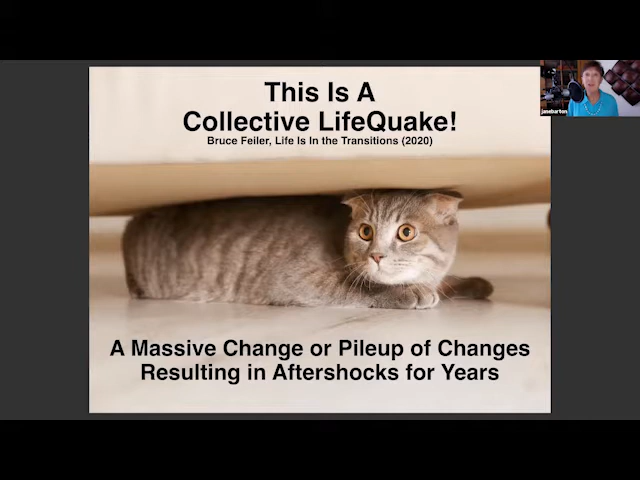 This Is A
Collective LifeQuake!
Bruce Feiler, Life Is In the Transitions (2020)
A Massive Change or Pileup of Changes
Resulting in Aftershocks for Years
janebarton